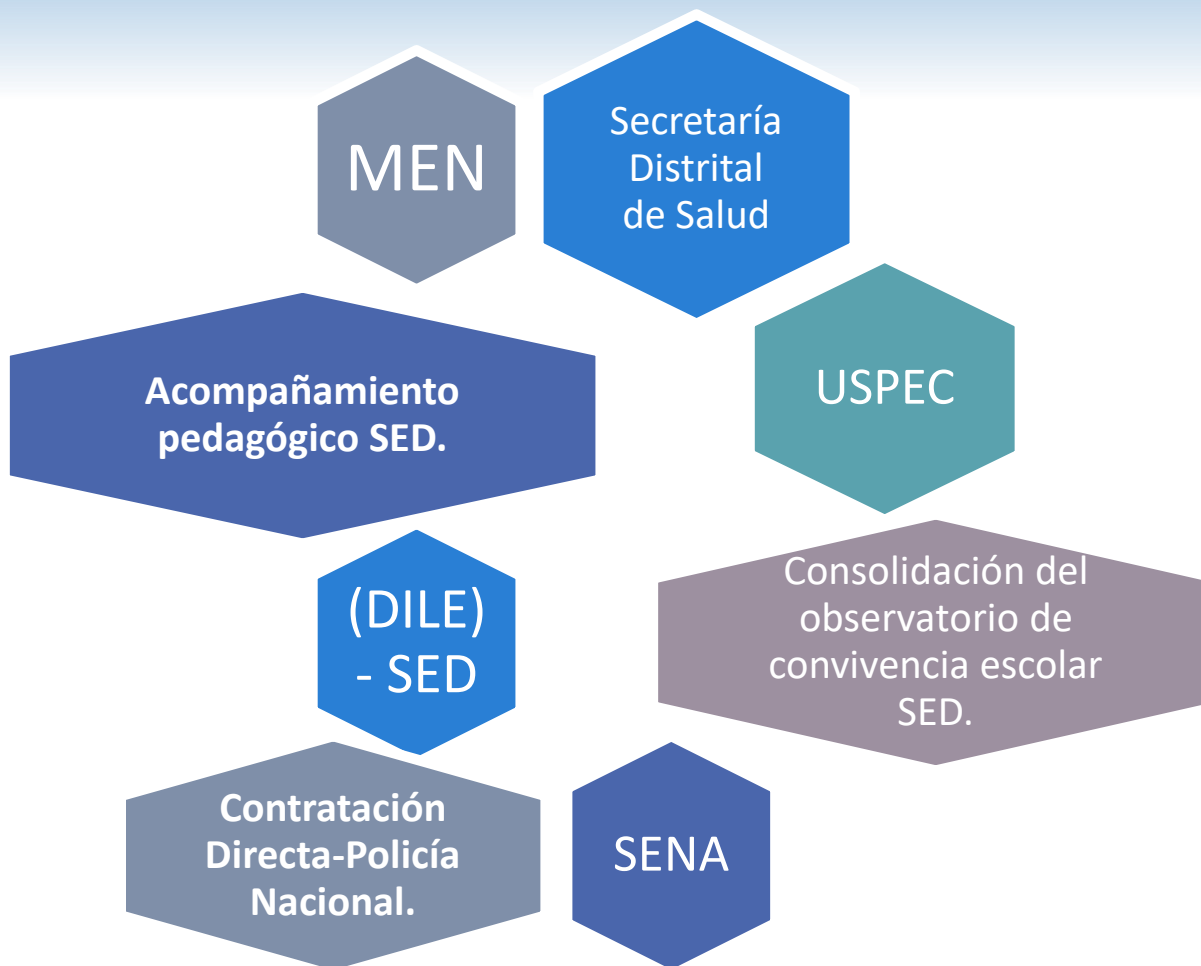 MEN
Secretaría
Distrital
de Salud
Acompañamiento
pedagógico SED.
USPEC
(DILE)
- SED
Consolidación del
observatorio de
convivencia escolar
SED.
Contratación
Directa-Policía
Nacional.
SENA